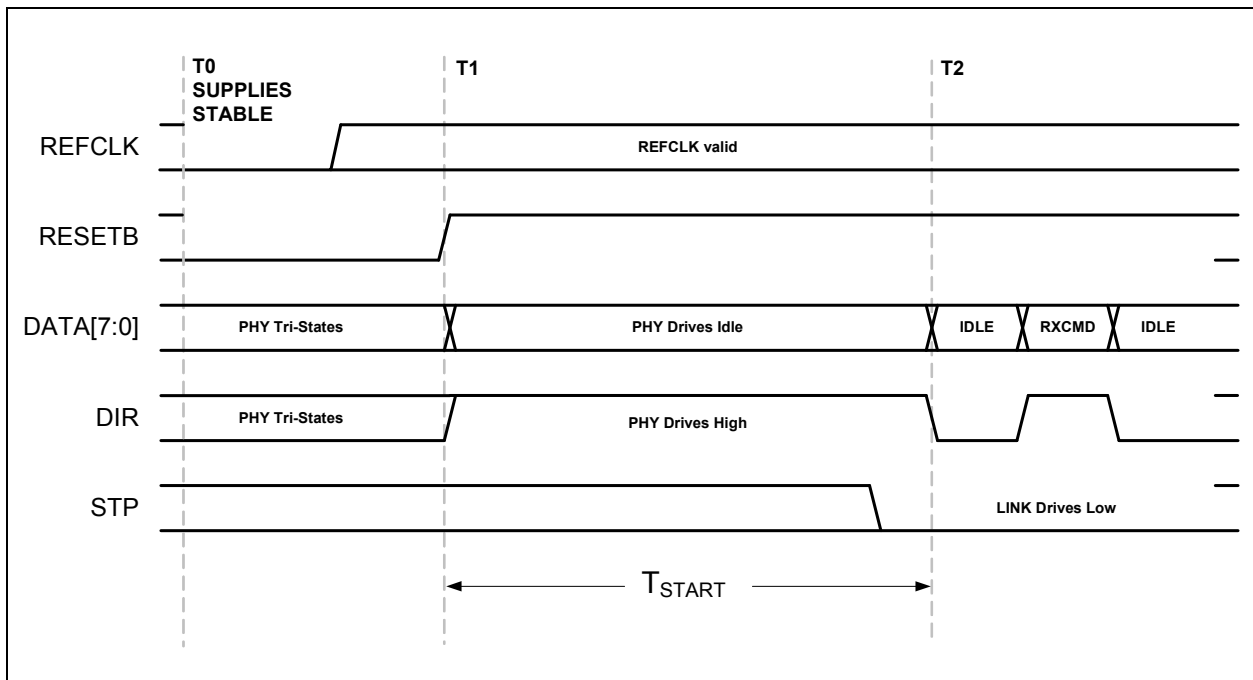 T0
SUPPLIES
STABLE
T1
T2
REFCLK
REFCLK valid
RESETB
DATA[7:0]
PHY Tri-States
PHY Drives Idle
IDLE
RXCMD
IDLE
DIR
PHY Tri-States
PHY Drives High
STP
LINK Drives Low
TSTART